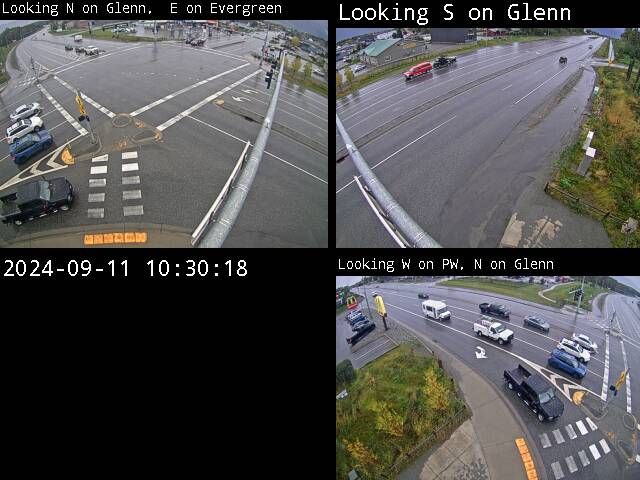 Looking N on Glenn,  E on Evergreen
Looking S on Glenn
2024-09-11 10:30:18
Looking W on PW, N on Glenn